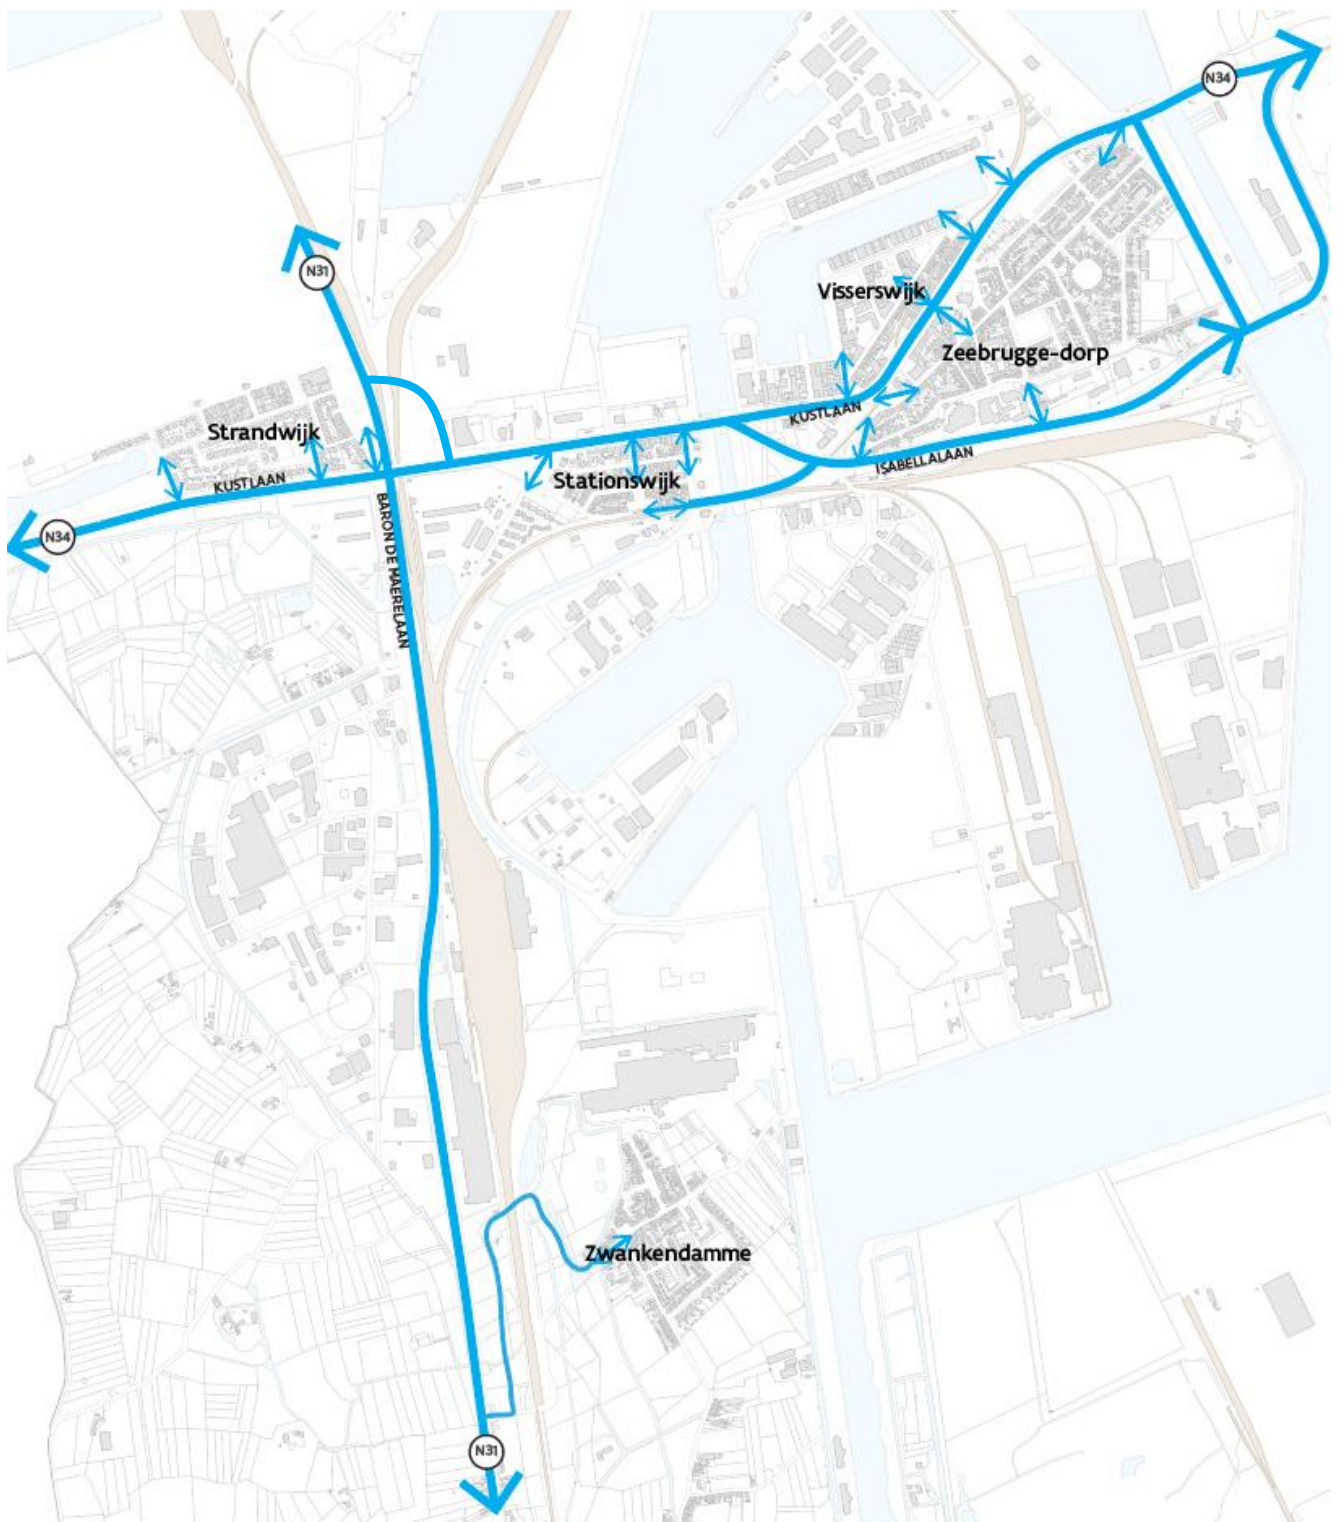 N34
N31
Visserswijk
Zeebrugge-dorp
KUSTLAAN
Strandwijk
ISABELLALAAN
Stationswijk
KUSTLAAN
BARON DE MAERELAAN
N34
Zwankendamme
N31